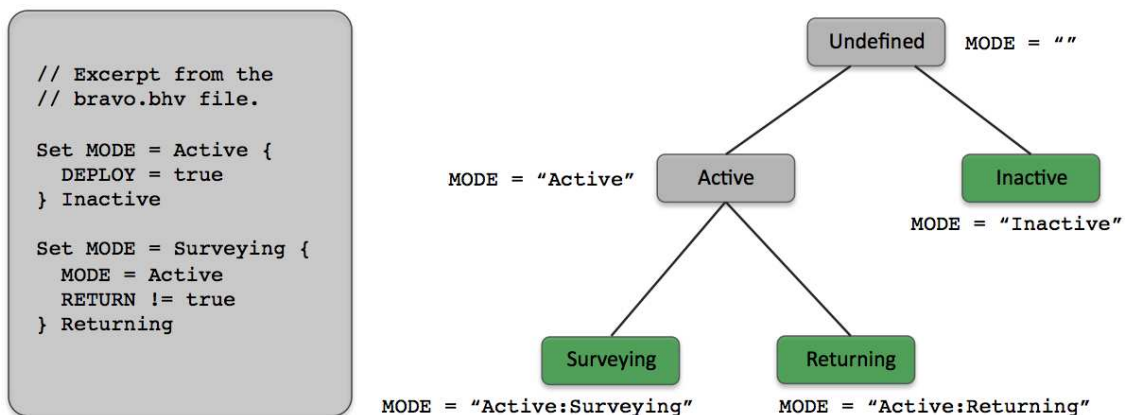 // Excerpt from the
// bravo.bhv file.
Set MODE = Active {
DEPLOY = true
} Inactive
Set MODE = Surveying {
MODE = Active
RETURN != true
} Returning
Undefined
MODE = “”
MODE = “Active”
Active
Inactive
MODE = “Inactive”
Surveying
Returning
MODE = “Active:Surveying”
MODE = “Active:Returning”